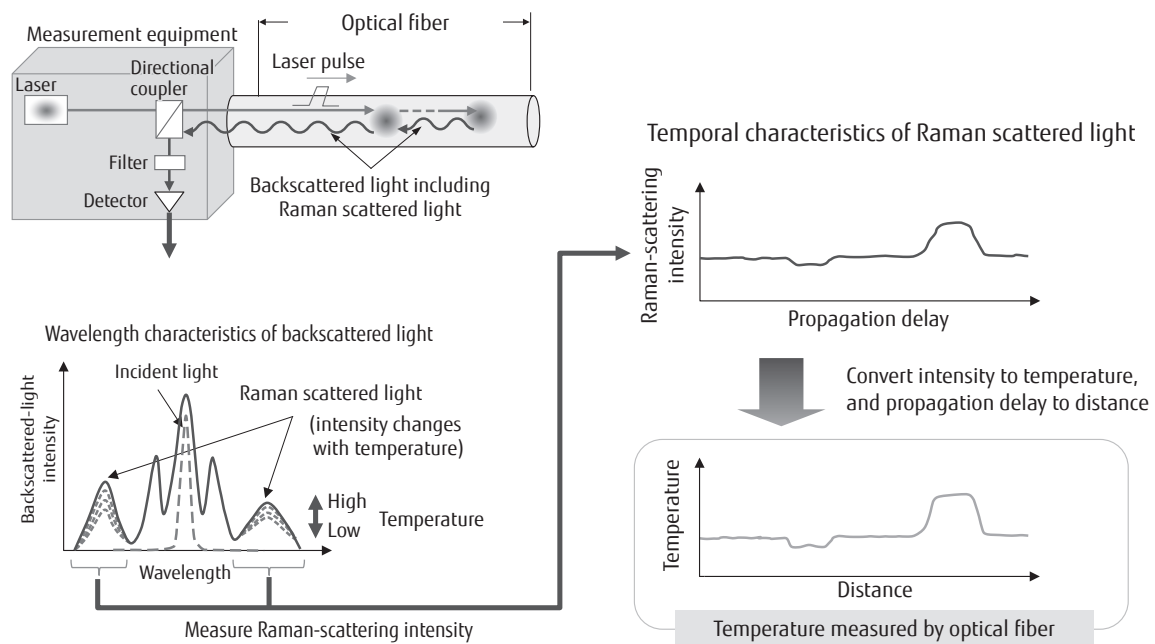 Optical fiber
Measurement equipment
Laser pulse
Directional
coupler
Laser
Filter
Detector
Backscattered light including
Raman scattered light
Temporal characteristics of Raman scattered light
Raman-scattering
intensity
Propagation delay
Convert intensity to temperature,
and propagation delay to distance
Wavelength characteristics of backscattered light
Incident light
Raman scattered light
(intensity changes
with temperature)
Backscattered-light
intensity
High
Low
Temperature
Wavelength
Measure Raman-scattering intensity
Temperature
Distance
Temperature measured by optical fiber